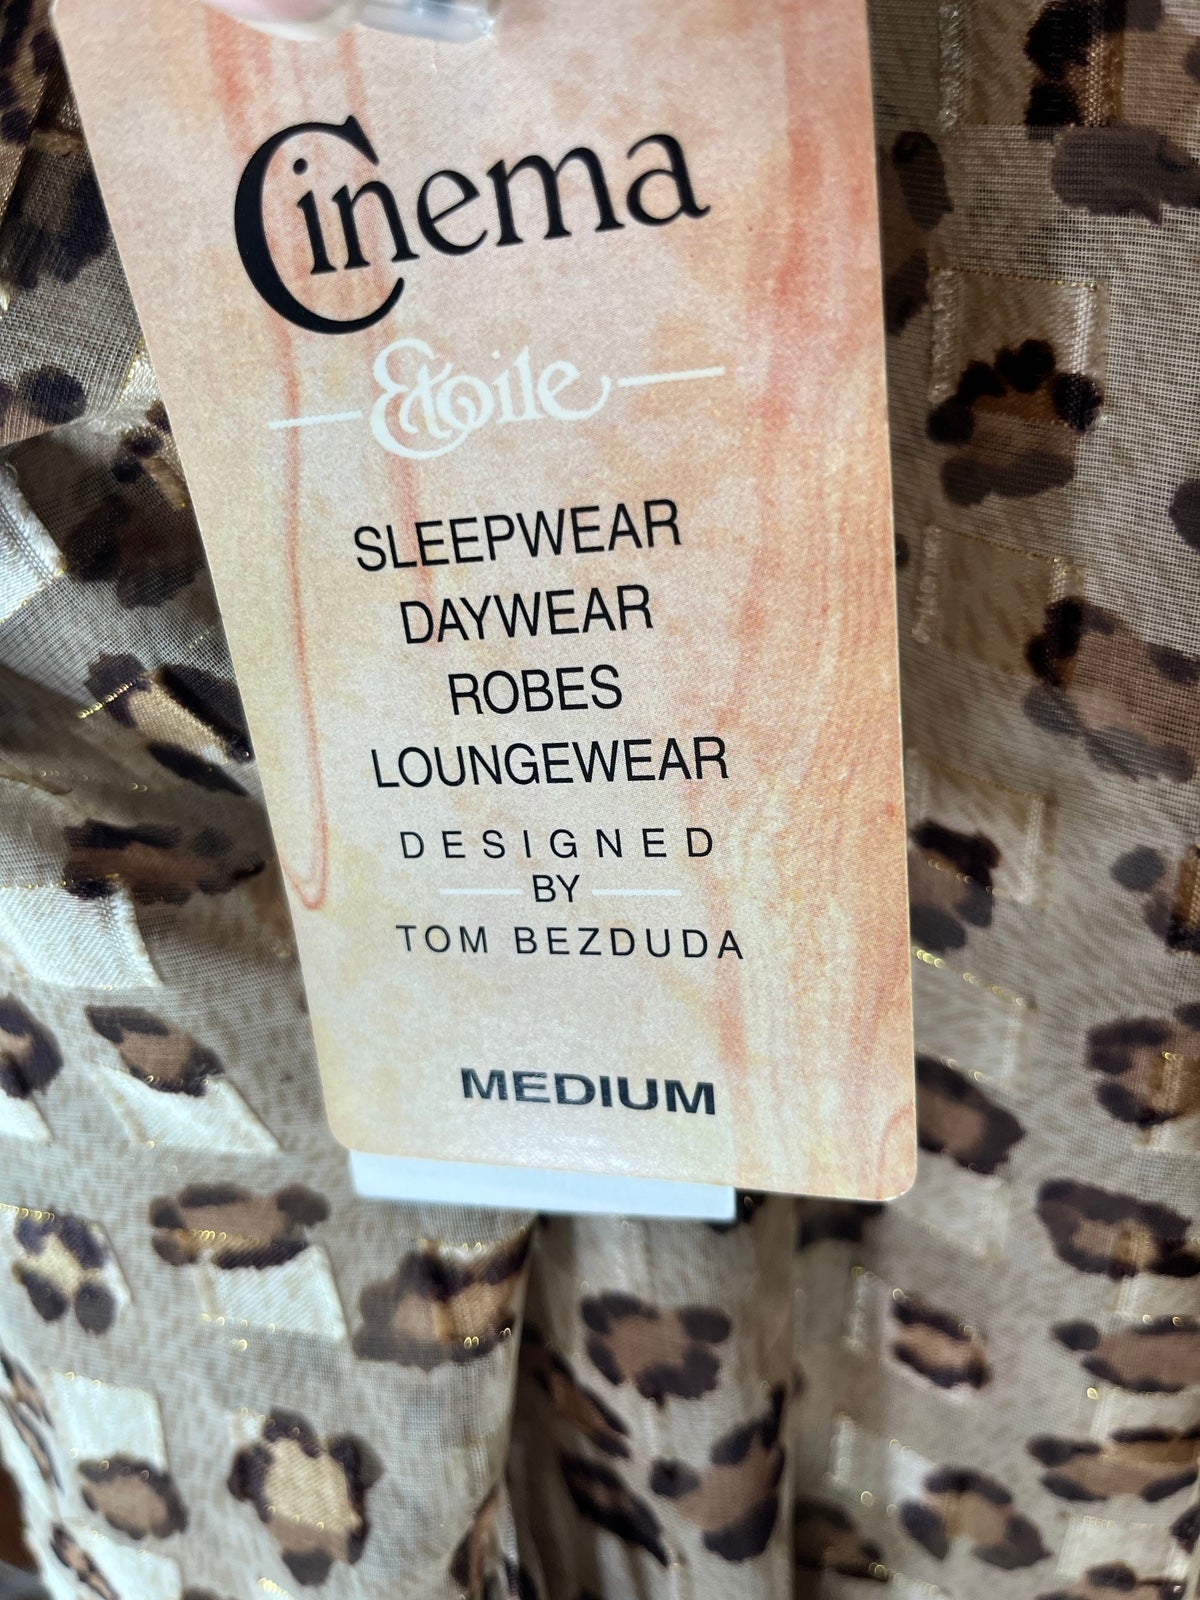 Cinema
Etoile
SLEEPWEAR
DAYWEAR
ROBES
LOUNGEWEAR
DESIGNED
BY
TOM BEZDUDA
MEDIUM